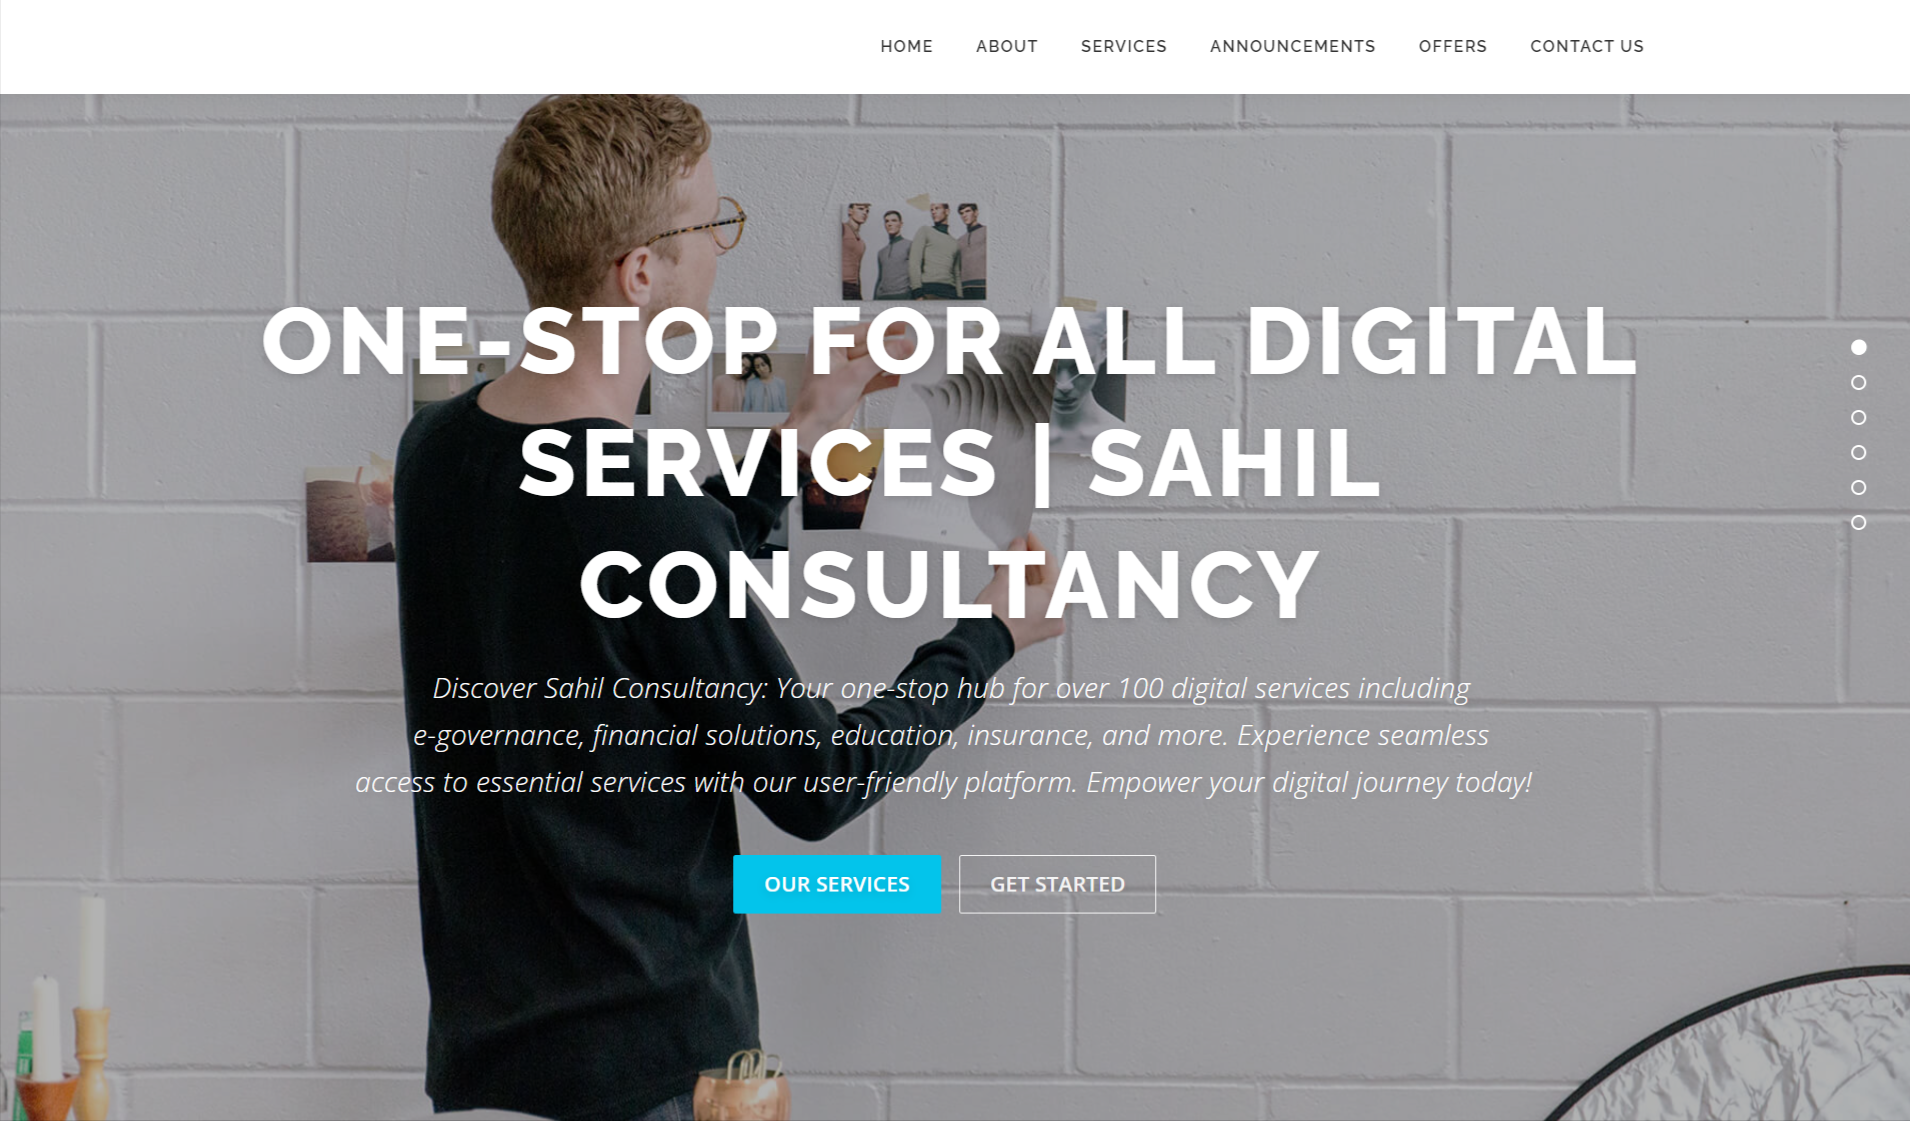 HOME ABOUT SERVICES ANNOUNCEMENTS OFFERS CONTACT US
ONE-STOP FOR ALL DIGITAL
SERVICES | SAHIL
CONSULTANCY
Discover Sahil Consultancy: Your one-stop hub for over 100 digital services including
e-governance, financial solutions, education, insurance, and more. Experience seamless
access to essential services with our user-friendly platform. Empower your digital journey today!
OUR SERVICES GET STARTED